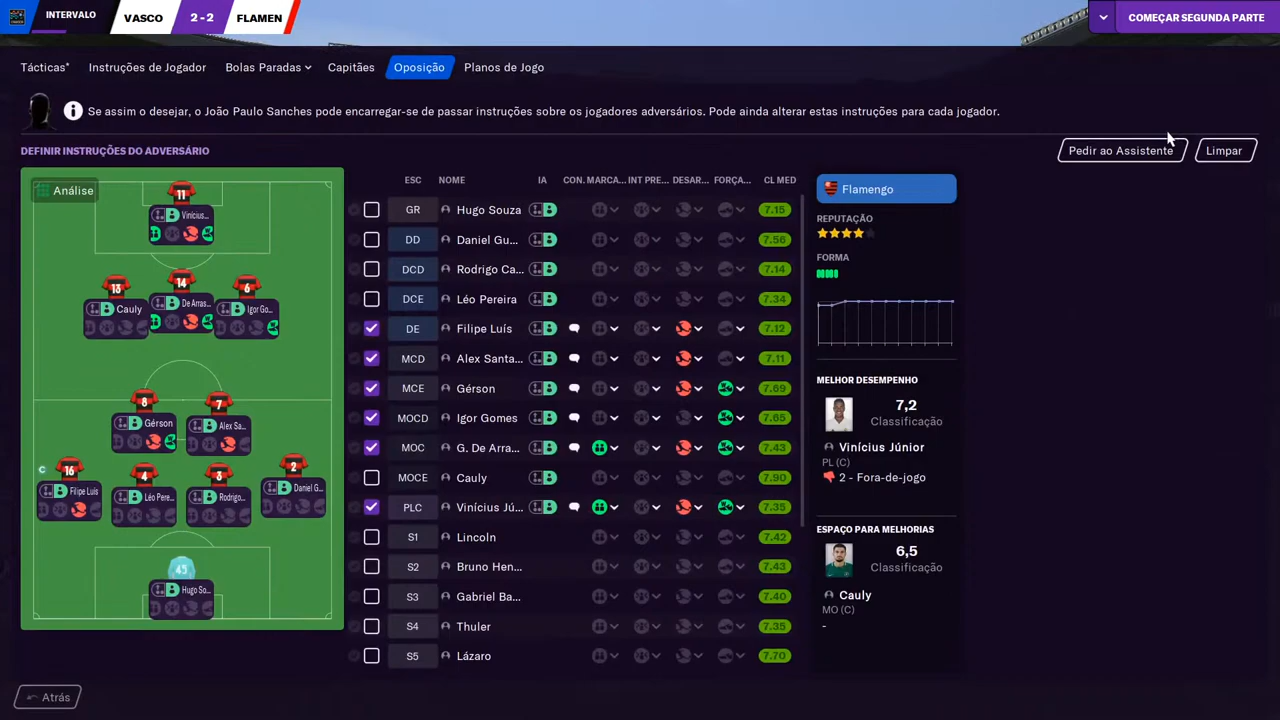 INTERVALO
VASCO
2 - 2
FLAMEN
COMEÇAR SEGUNDA PARTE
Tácticas*
Instruções de Jogador
Bolas Paradas
Capitães
Oposição
Planos de Jogo
Se assim o desejar, o João Paulo Sanches pode encarregar-se de passar instruções sobre os jogadores adversários. Pode ainda alterar estas instruções para cada jogador.
DEFINIR INSTRUÇÕES DO ADVERSÁRIO
Pedir ao Assistente
Limpar
Análise
11
Vinícius...
13
Cauly
14
De Arras...
6
Igor Go...
8
Gérson
7
Alex Sa...
C
16
Filipe Luís
4
Léo Pere...
3
Rodrigo...
2
Daniel G...
45
Hugo So...
ESC NOME IA CON. MARCA... INT PRE... DESAR... FORÇA... CL MED
GR Hugo Souza 7.15
DD Daniel Gu... 7.56
DCD Rodrigo Ca... 7.14
DCE Léo Pereira 7.34
DE Filipe Luís 7.12
MCD Alex Santa... 7.11
MCE Gérson 7.69
MOCD Igor Gomes 7.65
MOC G. De Arra... 7.43
MOCE Cauly 7.90
PLC Vinícius Jú... 7.35
S1 Lincoln 7.42
S2 Bruno Hen... 7.43
S3 Gabriel Ba... 7.40
S4 Thuler 7.35
S5 Lázaro 7.70
Flamengo
REPUTAÇÃO
FORMA
MELHOR DESEMPENHO
7,2
Classificação
Vinícius Júnior
PL (C)
2 - Fora-de-jogo
ESPAÇO PARA MELHORIAS
6,5
Classificação
Cauly
MO (C)
-
Atrás